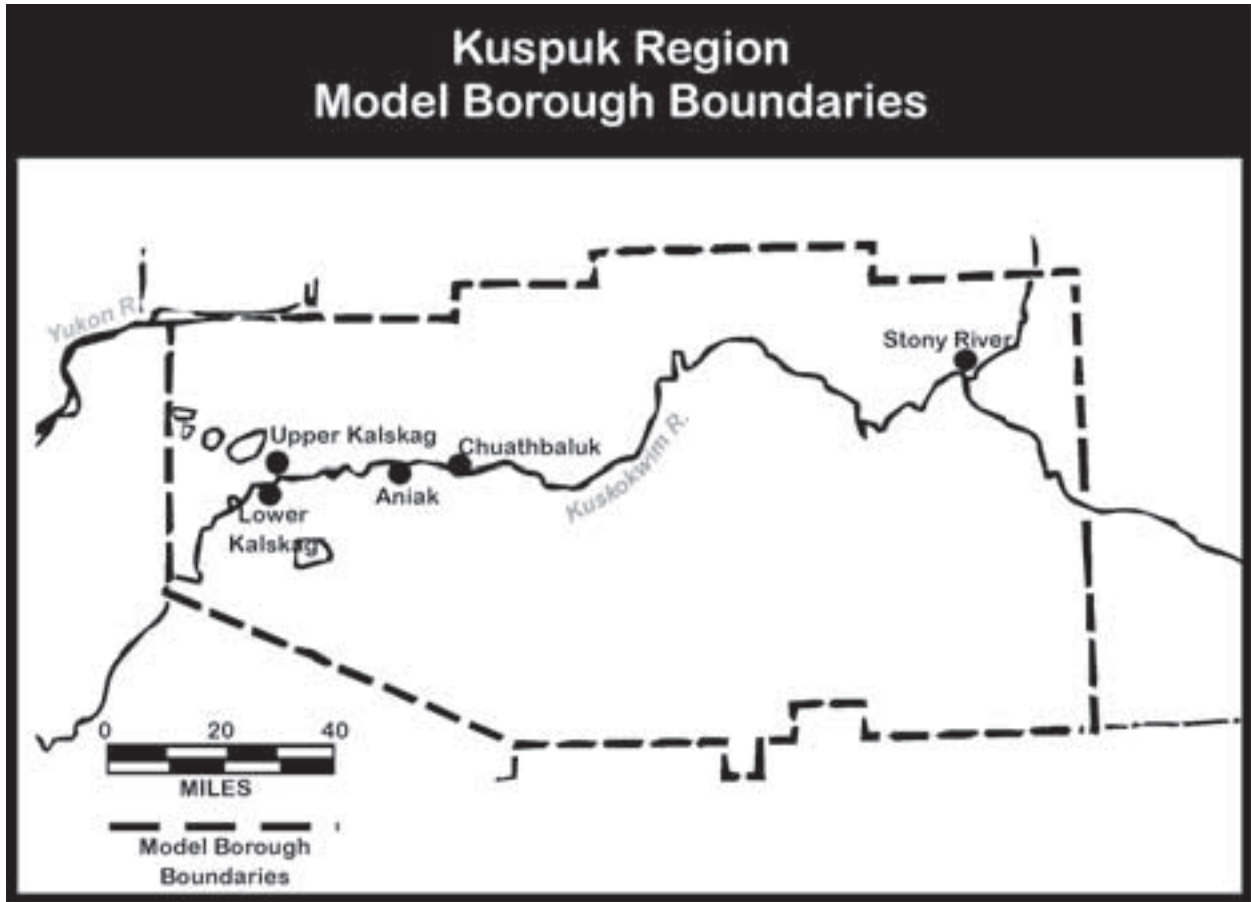 Kuspuk Region
Model Borough Boundaries
Yukon R.
Stony River
Upper Kalskag
Chuathbaluk
Kuskokwim R.
Aniak
Lower
Kalskag
0 20 40
MILES
Model Borough
Boundaries